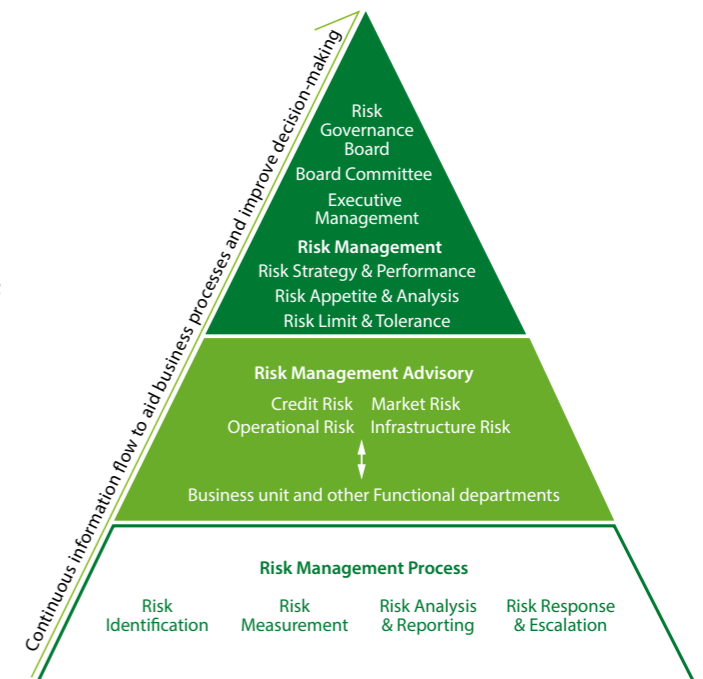 Continuous information flow to aid business processes and improve decision-making
Risk
Governance
Board
Board Committee
Executive
Management
Risk Management
Risk Strategy & Performance
Risk Appetite & Analysis
Risk Limit & Tolerance
Risk Management Advisory
Credit Risk Market Risk
Operational Risk Infrastructure Risk
Business unit and other Functional departments
Risk Management Process
Risk
Identification
Risk
Measurement
Risk Analysis
& Reporting
Risk Response
& Escalation